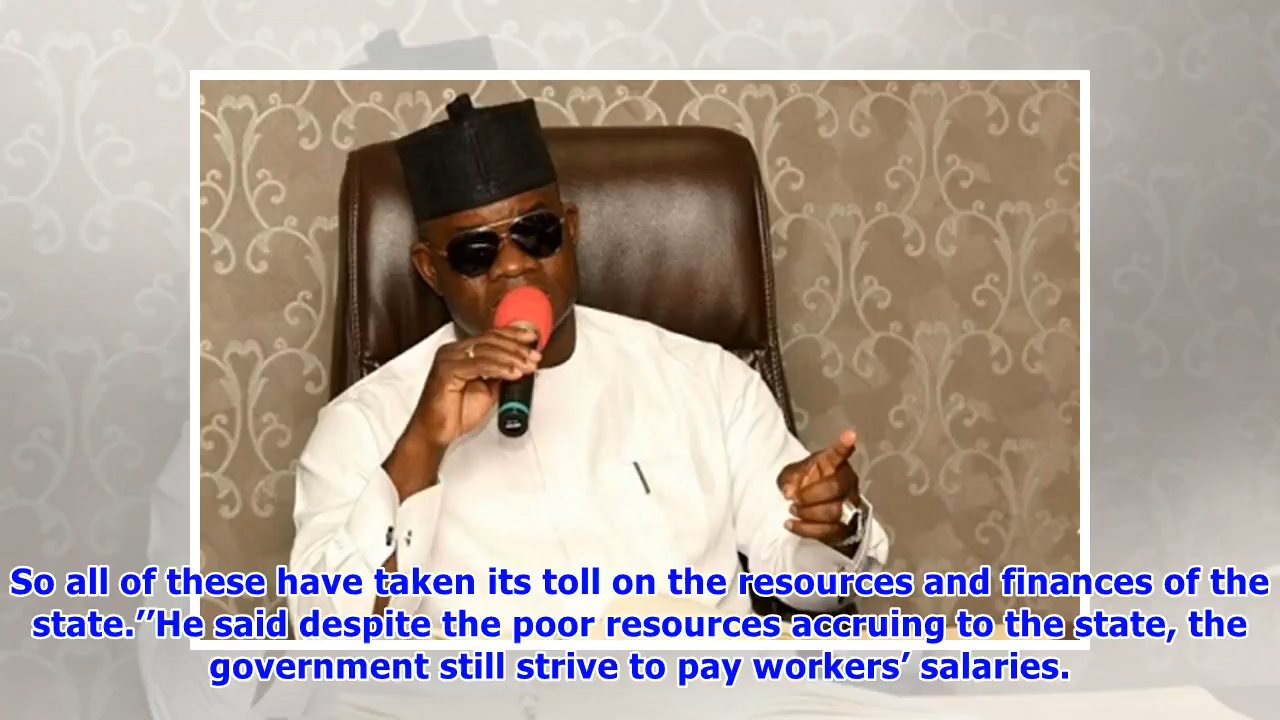 So all of these have taken its toll on the resources and finances of the
state.”He said despite the poor resources accruing to the state, the
government still strive to pay workers’ salaries.